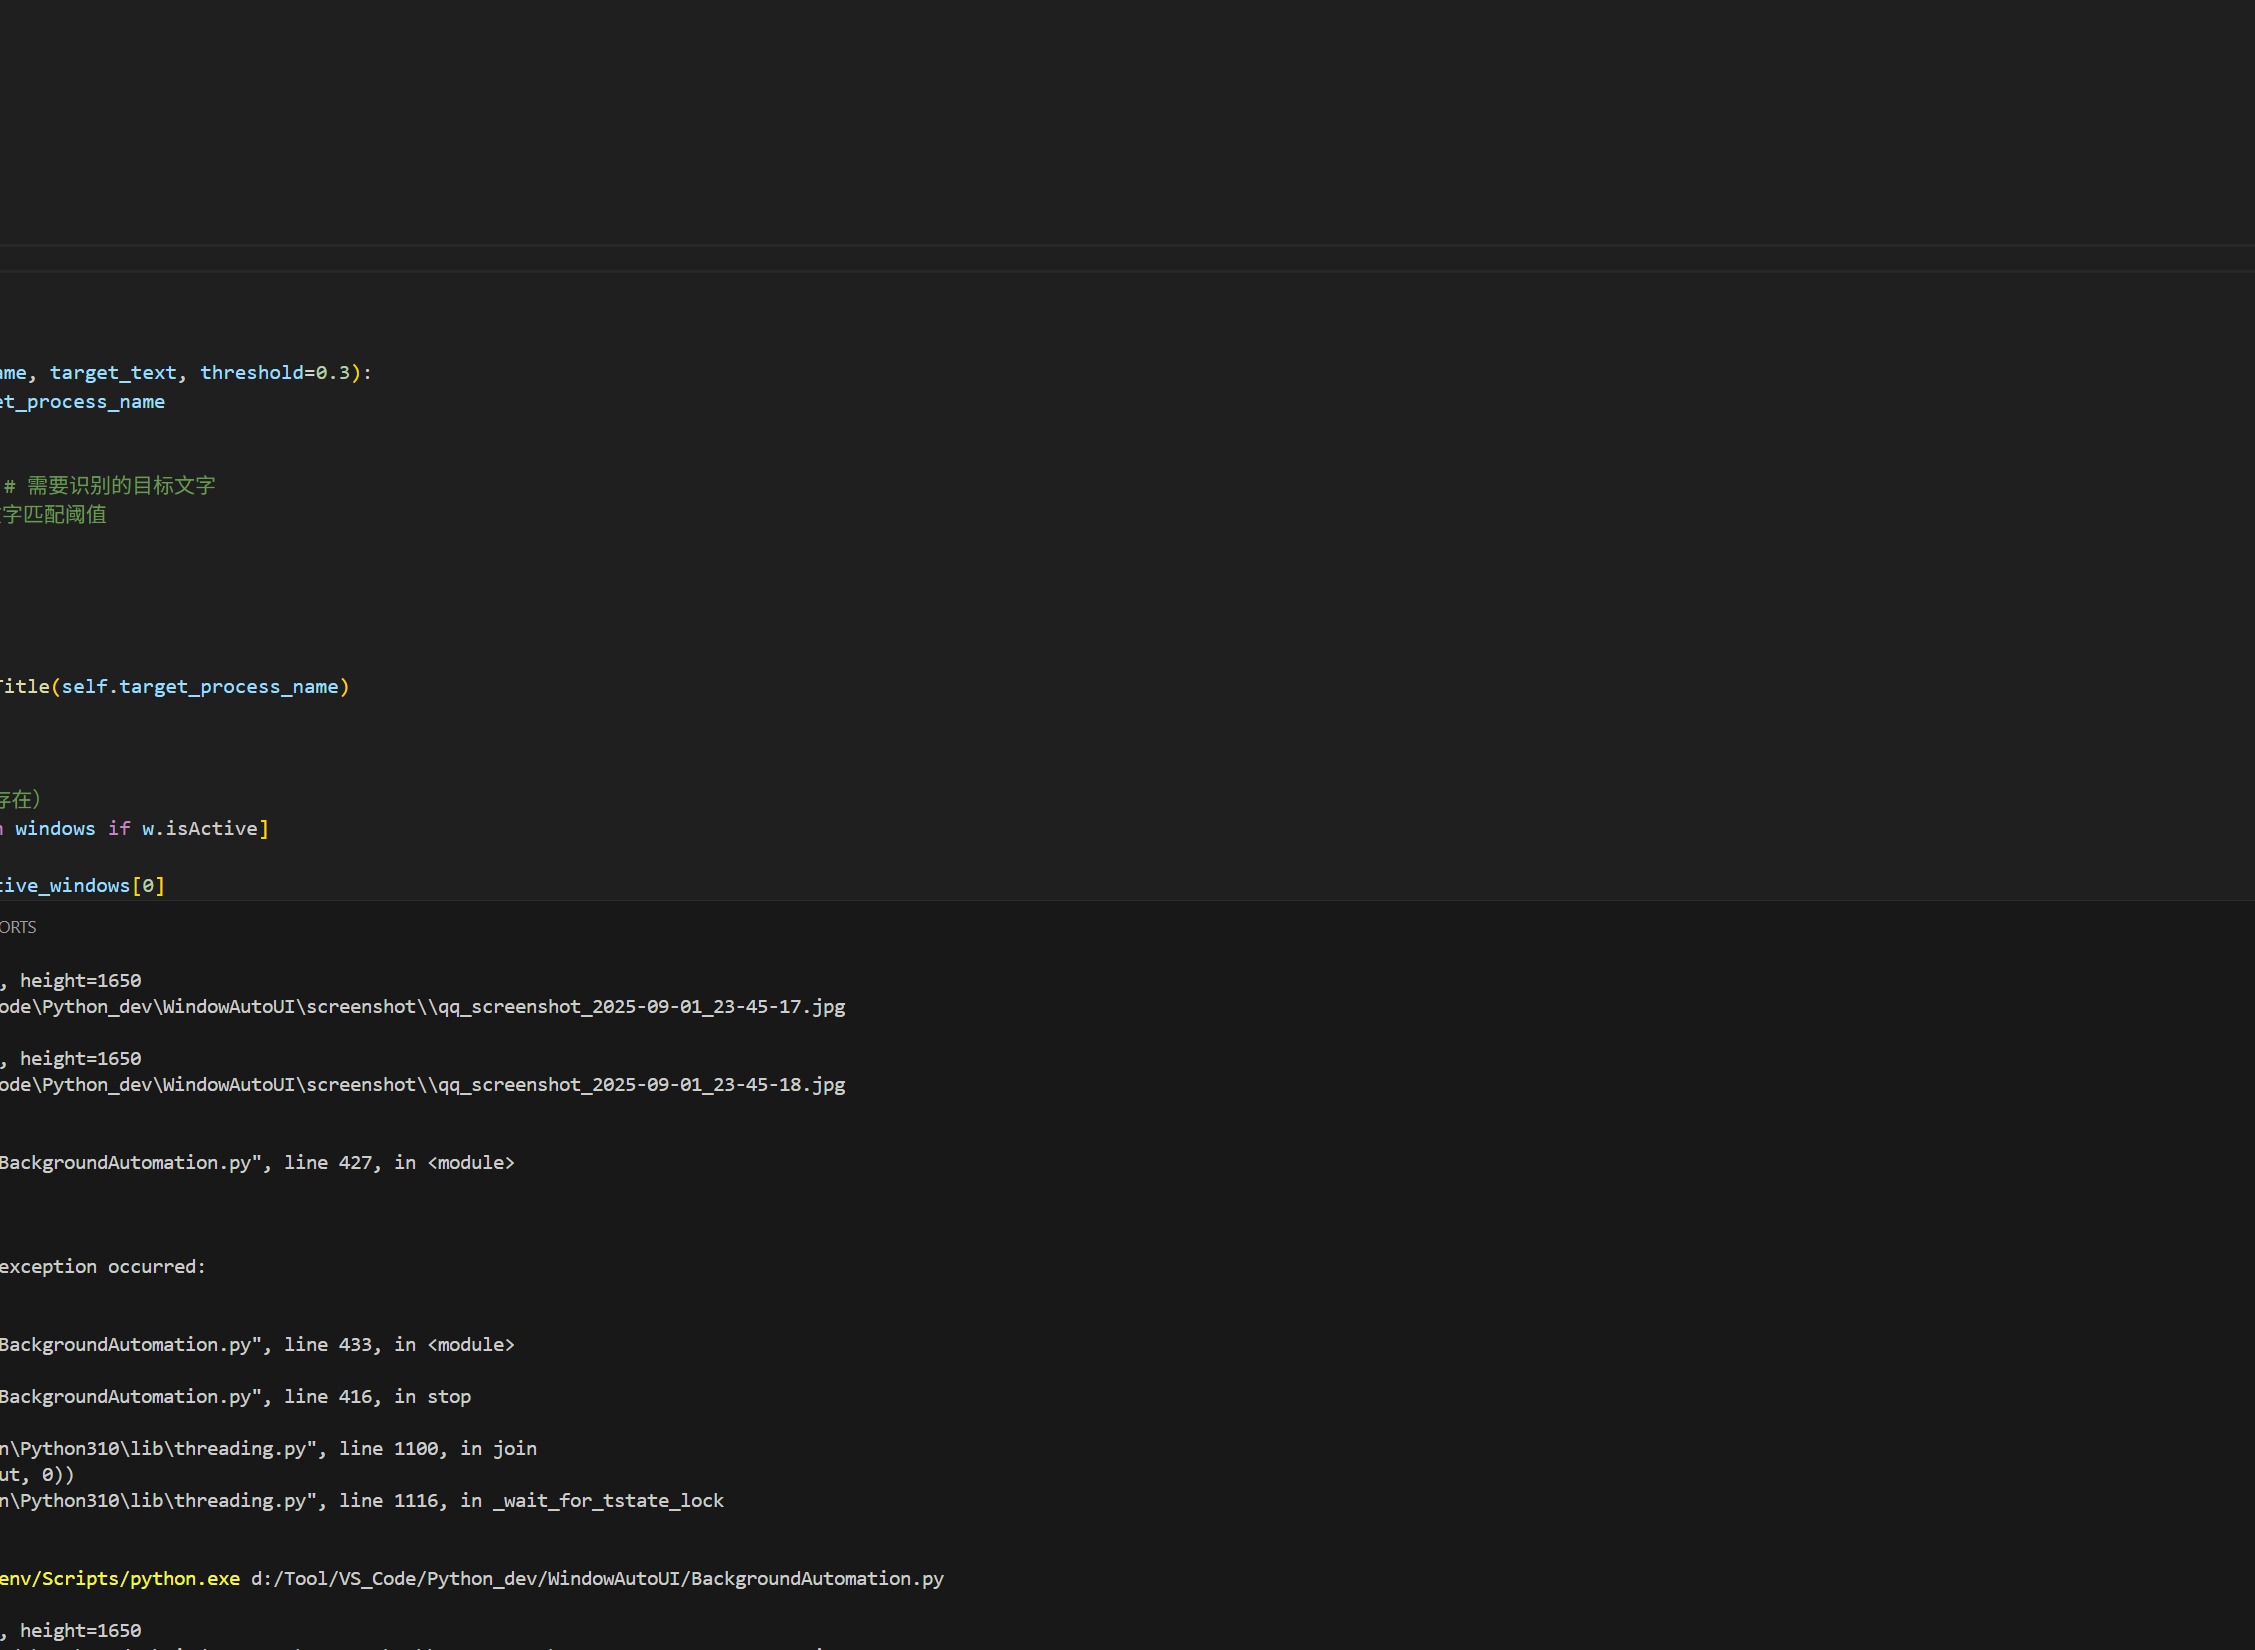 me, target_text, threshold=0.3):
et_process_name
# 需要识别的目标文字
字匹配阈值
Title(self.target_process_name)
存在）
windows if w.isActive]
tive_windows[0]
ORTS
, height=1650
ode\Python_dev\WindowAutoUI\screenshot\\qq_screenshot_2025-09-01_23-45-17.jpg
, height=1650
ode\Python_dev\WindowAutoUI\screenshot\\qq_screenshot_2025-09-01_23-45-18.jpg
BackgroundAutomation.py", line 427, in <module>
exception occurred:
BackgroundAutomation.py", line 433, in <module>
BackgroundAutomation.py", line 416, in stop
n\Python310\lib\threading.py", line 1100, in join
ut, 0))
n\Python310\lib\threading.py", line 1116, in _wait_for_tstate_lock
env/Scripts/python.exe d:/Tool/VS_Code/Python_dev/WindowAutoUI/BackgroundAutomation.py
, height=1650